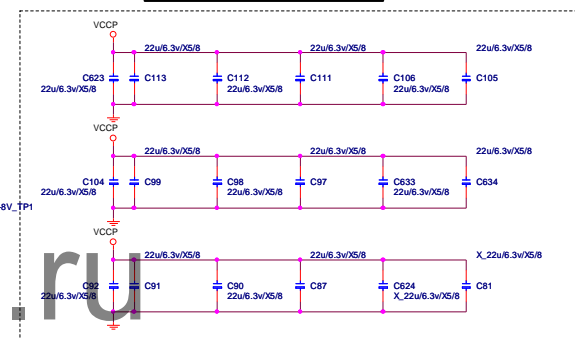 VCCP
22u/6.3v/X5/8 22u/6.3v/X5/8 22u/6.3v/X5/8
C623 C113 C112 C111 C106 C105
22u/6.3v/X5/8 22u/6.3v/X5/8 22u/6.3v/X5/8
VCCP
22u/6.3v/X5/8 22u/6.3v/X5/8 22u/6.3v/X5/8
C104 C99 C98 C97 C633 C634
22u/6.3v/X5/8 22u/6.3v/X5/8 22u/6.3v/X5/8
8V_TP1
VCCP
22u/6.3v/X5/8 22u/6.3v/X5/8 X_22u/6.3v/X5/8
C92 C91 C90 C87 C624 C81
22u/6.3v/X5/8 22u/6.3v/X5/8 X_22u/6.3v/X5/8
.ru